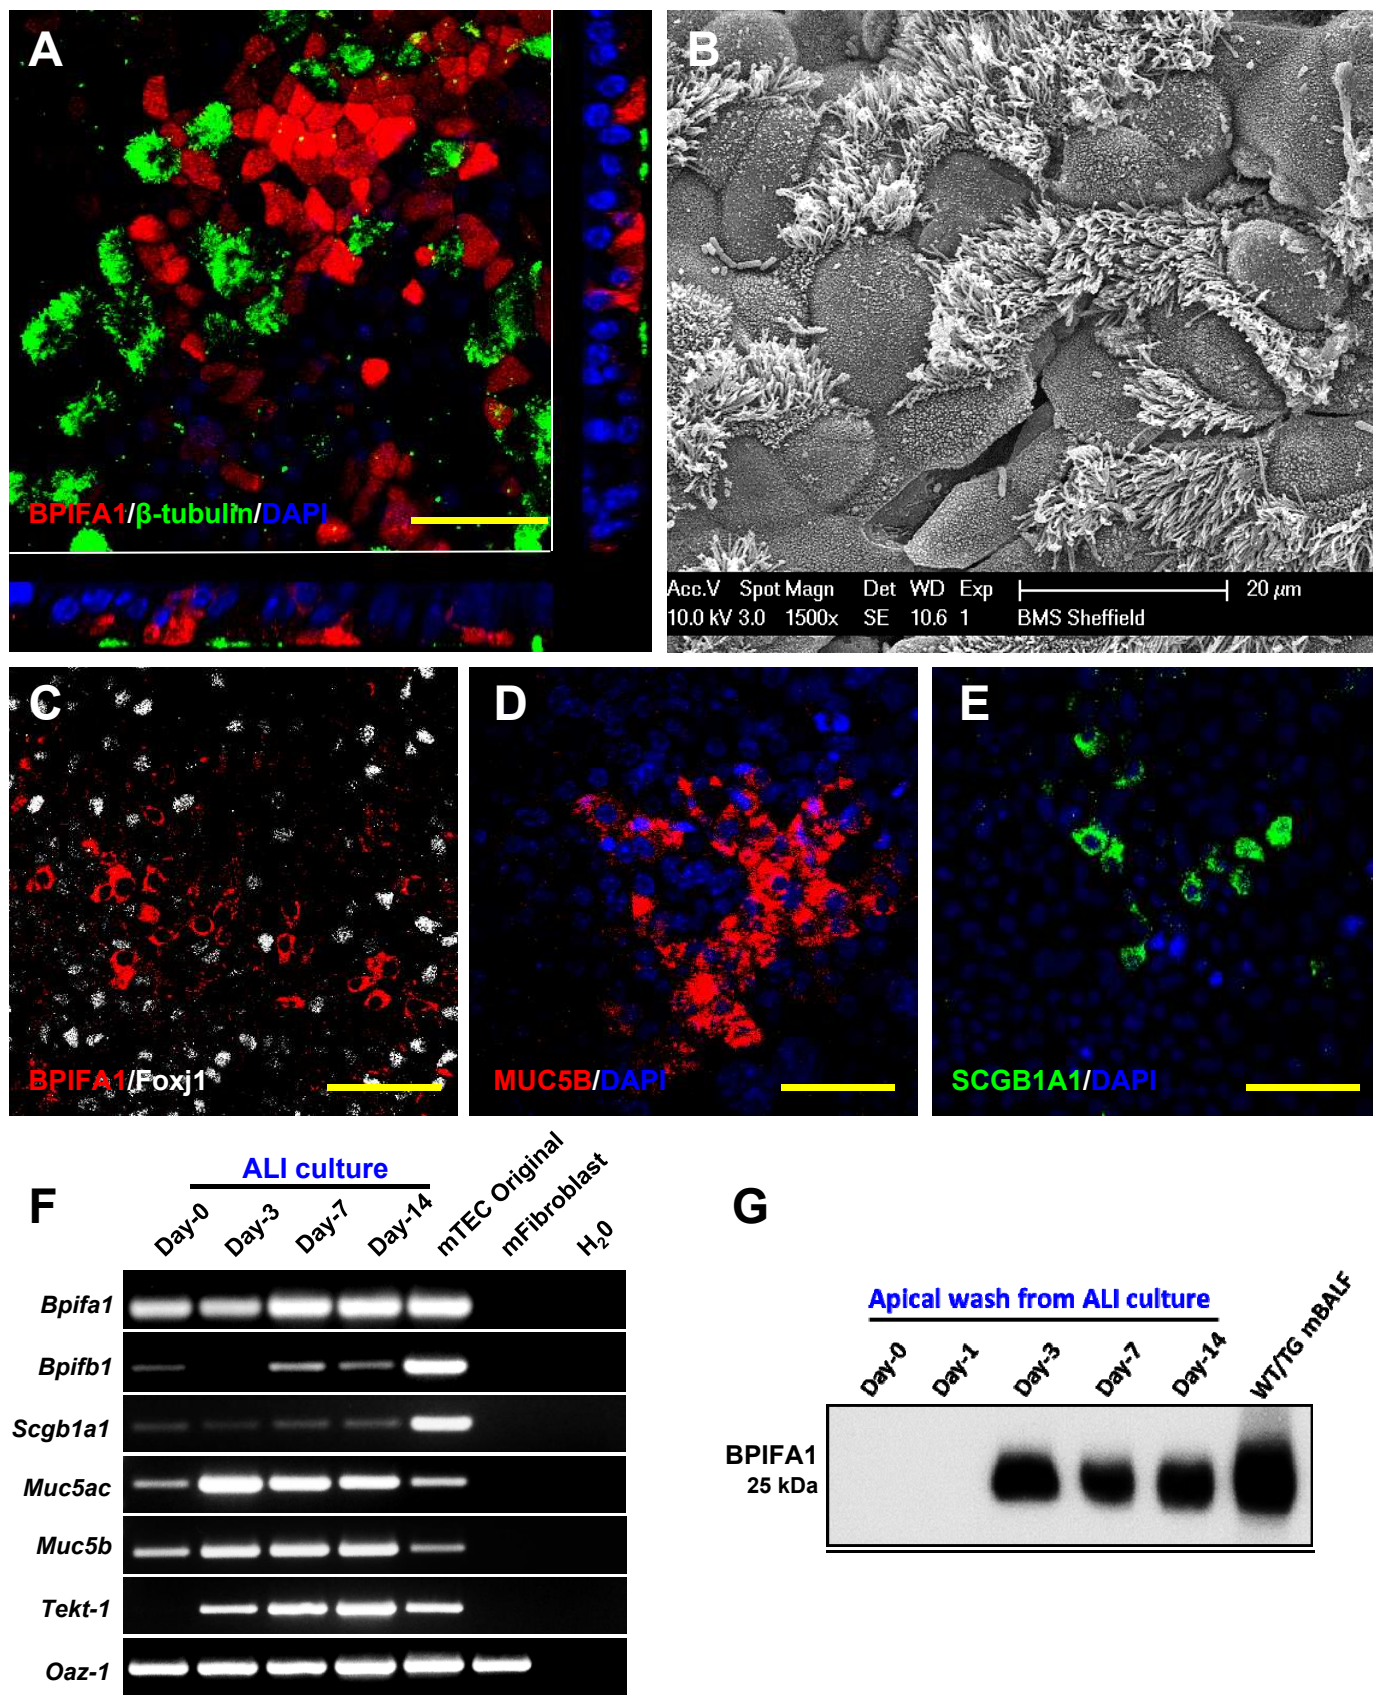 A
BPIFA1/β-tubulin/DAPI
B
Acc.V Spot Magn Det WD Exp 20 µm
10.0 kV 3.0 1500x SE 10.6 1 BMS Sheffield
C
BPIFA1/Foxj1
D
MUC5B/DAPI
E
SCGB1A1/DAPI
F
ALI culture
Day-0 Day-3 Day-7 Day-14 mTEC Original mFibroblast H₂0
Bpifa1
Bpifb1
Scgb1a1
Muc5ac
Muc5b
Tekt-1
Oaz-1
G
Apical wash from ALI culture
Day-0 Day-1 Day-3 Day-7 Day-14 WT/TG mBALF
BPIFA1
25 kDa